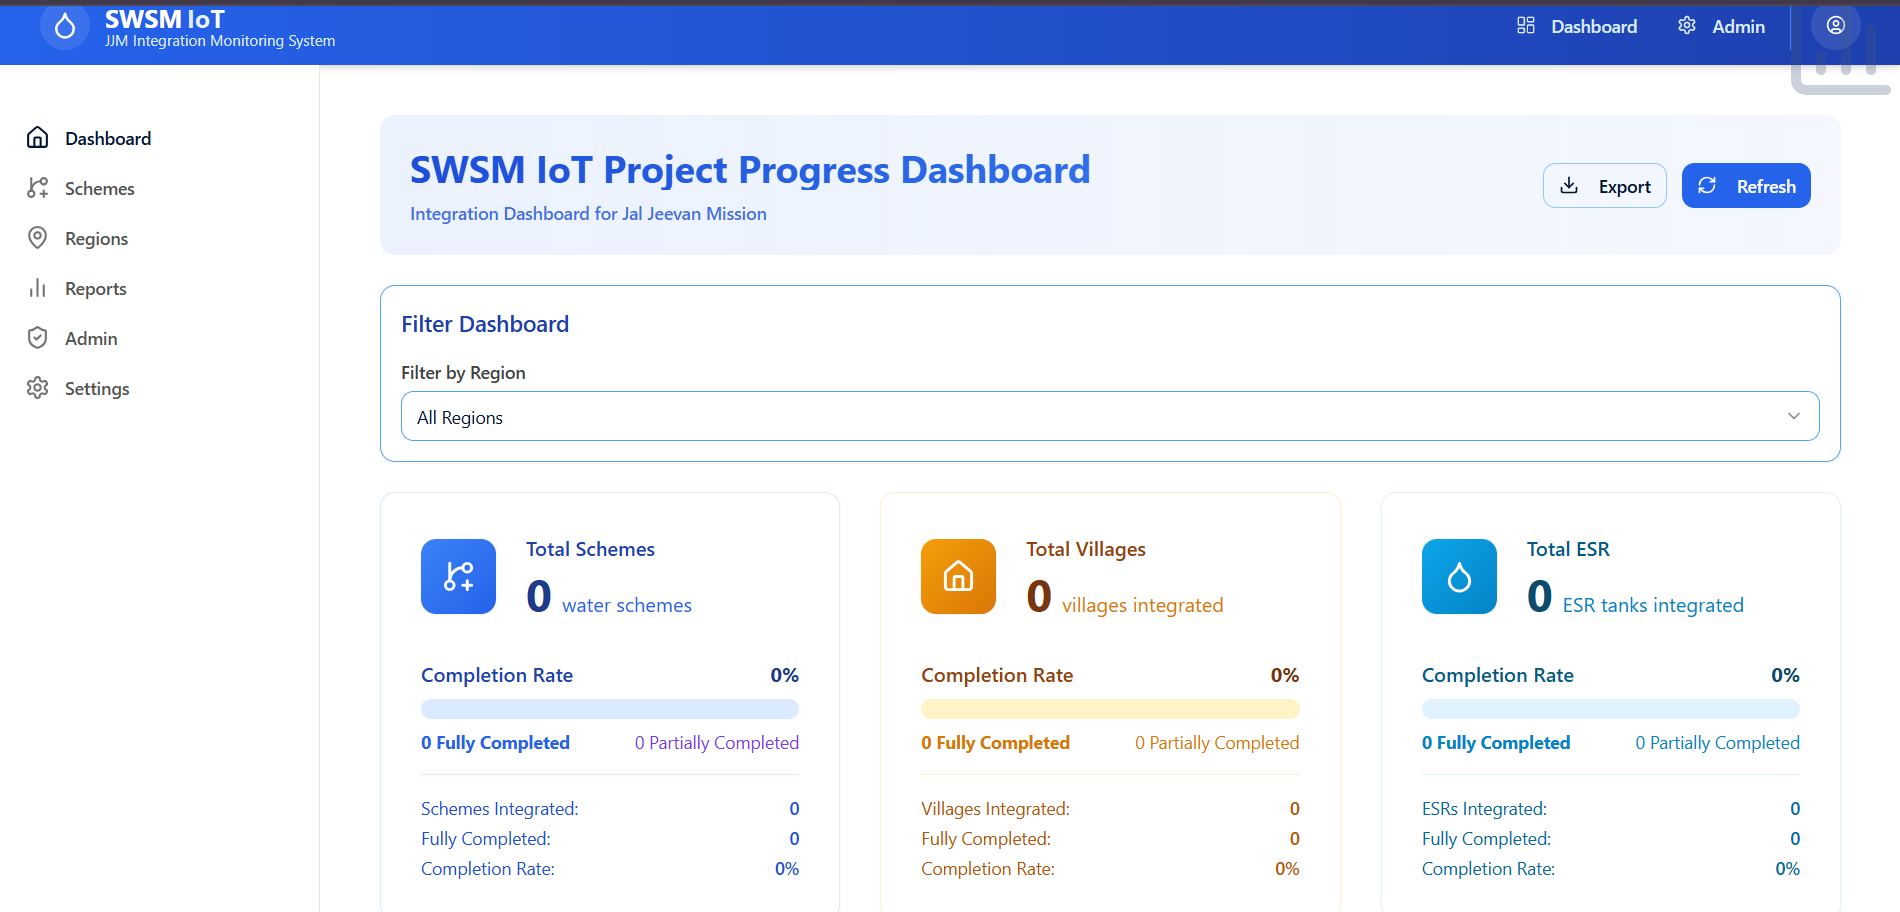 SWSM IoT
JJM Integration Monitoring System
Dashboard
Admin
Dashboard
Schemes
Regions
Reports
Admin
Settings
SWSM IoT Project Progress Dashboard
Integration Dashboard for Jal Jeevan Mission
Export
Refresh
Filter Dashboard
Filter by Region
All Regions
Total Schemes
0 water schemes
Completion Rate 0%
0 Fully Completed 0 Partially Completed
Schemes Integrated: 0
Fully Completed: 0
Completion Rate: 0%
Total Villages
0 villages integrated
Completion Rate 0%
0 Fully Completed 0 Partially Completed
Villages Integrated: 0
Fully Completed: 0
Completion Rate: 0%
Total ESR
0 ESR tanks integrated
Completion Rate 0%
0 Fully Completed 0 Partially Completed
ESRs Integrated: 0
Fully Completed: 0
Completion Rate: 0%